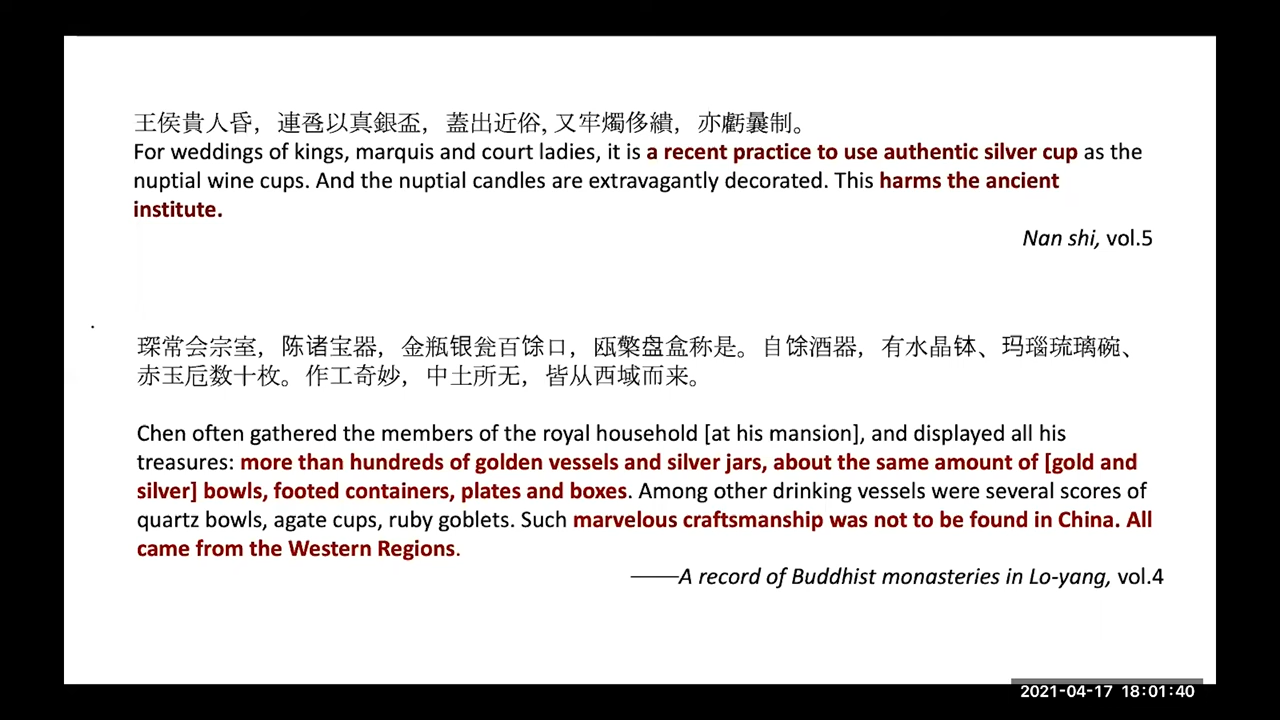 王侯貴人昏，連卺以真銀盃，蓋出近俗, 又牢燭侈繢，亦虧曩制。
For weddings of kings, marquis and court ladies, it is a recent practice to use authentic silver cup as the
nuptial wine cups. And the nuptial candles are extravagantly decorated. This harms the ancient
institute.
Nan shi, vol.5
琛常会宗室，陈诸宝器，金瓶银瓮百馀口，瓯檠盘盒称是。自馀酒器，有水晶钵、玛瑙琉璃碗、
赤玉卮数十枚。作工奇妙，中土所无，皆从西域而来。
Chen often gathered the members of the royal household [at his mansion], and displayed all his
treasures: more than hundreds of golden vessels and silver jars, about the same amount of [gold and
silver] bowls, footed containers, plates and boxes. Among other drinking vessels were several scores of
quartz bowls, agate cups, ruby goblets. Such marvelous craftsmanship was not to be found in China. All
came from the Western Regions.
——A record of Buddhist monasteries in Lo-yang, vol.4
2021-04-17 18:01:40